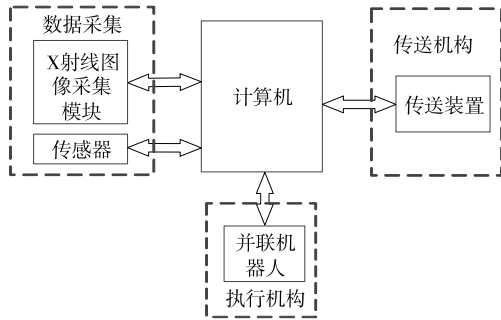 数据采集
X射线图
像采集
模块
传感器
计算机
传送机构
传送装置
并联机
器人
执行机构